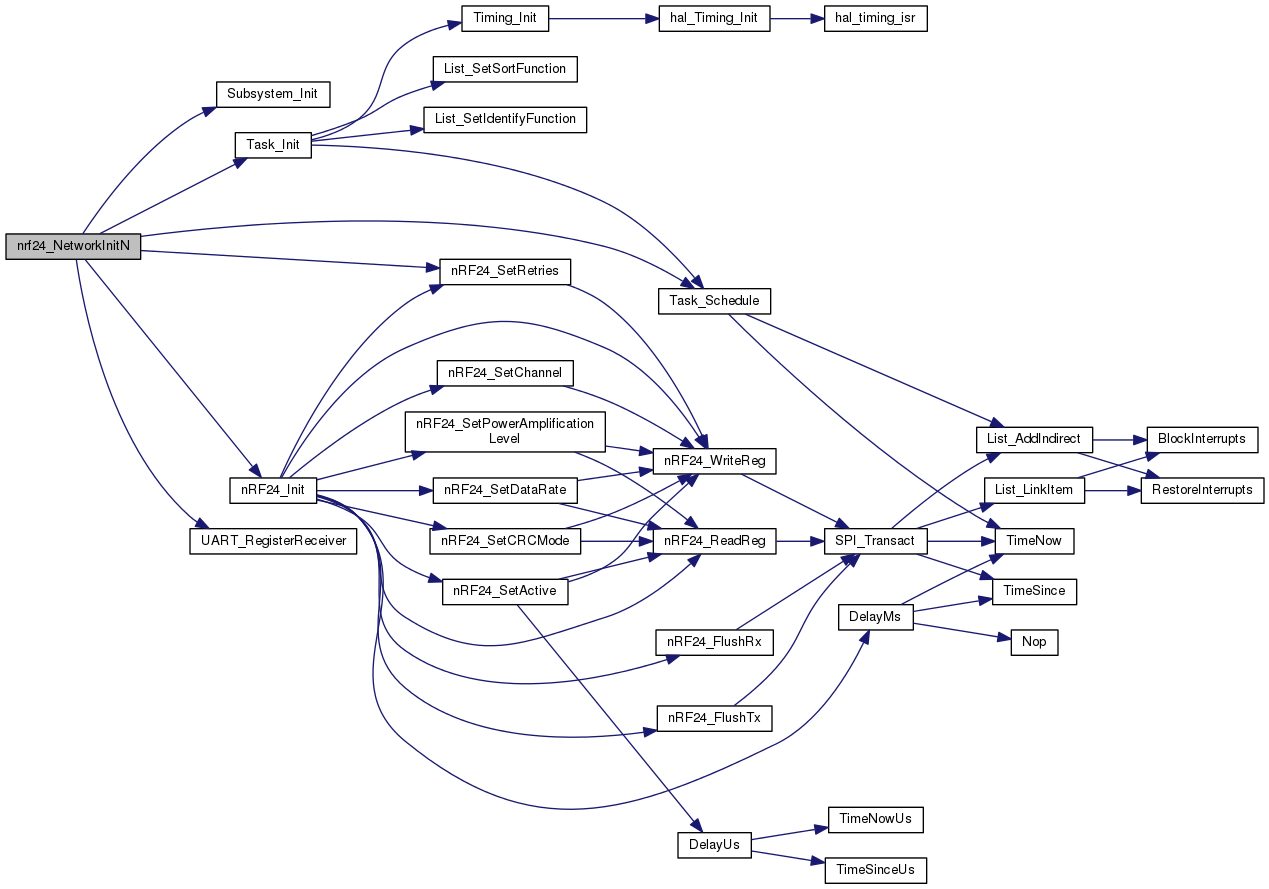 Timing_Init
hal_Timing_Init
hal_timing_isr
List_SetSortFunction
Subsystem_Init
List_SetIdentifyFunction
Task_Init
nrf24_NetworkInitN
nRF24_SetRetries
Task_Schedule
nRF24_SetChannel
nRF24_SetPowerAmplification
Level
List_AddIndirect
BlockInterrupts
nRF24_WriteReg
nRF24_Init
nRF24_SetDataRate
List_LinkItem
RestoreInterrupts
UART_RegisterReceiver
nRF24_SetCRCMode
nRF24_ReadReg
SPI_Transact
TimeNow
nRF24_SetActive
TimeSince
DelayMs
nRF24_FlushRx
Nop
nRF24_FlushTx
TimeNowUs
DelayUs
TimeSinceUs